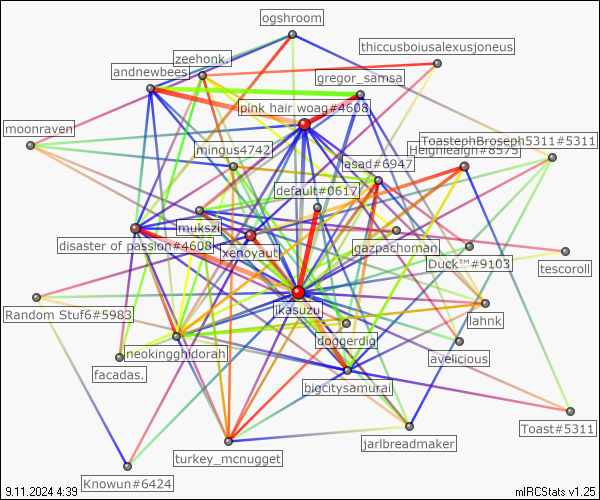 ogshroom
thiccusboiusalexusjoneus
zeehonk.
andnewbees
gregor_samsa
pink hair woag#4608
moonraven
ToastephBroseph5311#5311
mingus4742
Heighleigh#8575
asad#6947
default#0617
mukszi
disaster of passion#4608
xenoyauti
gazpachoman
Duck™#9103
tescoroll
ikasuzu
Random Stuf6#5983
lahnk
doggerdig
neokingghidorah
avelicious
facadas.
bigcitysamurai
Toast#5311
jarlbreadmaker
turkey_mcnugget
Knowun#6424
9.11.2024 4:39
mIRCStats v1.25